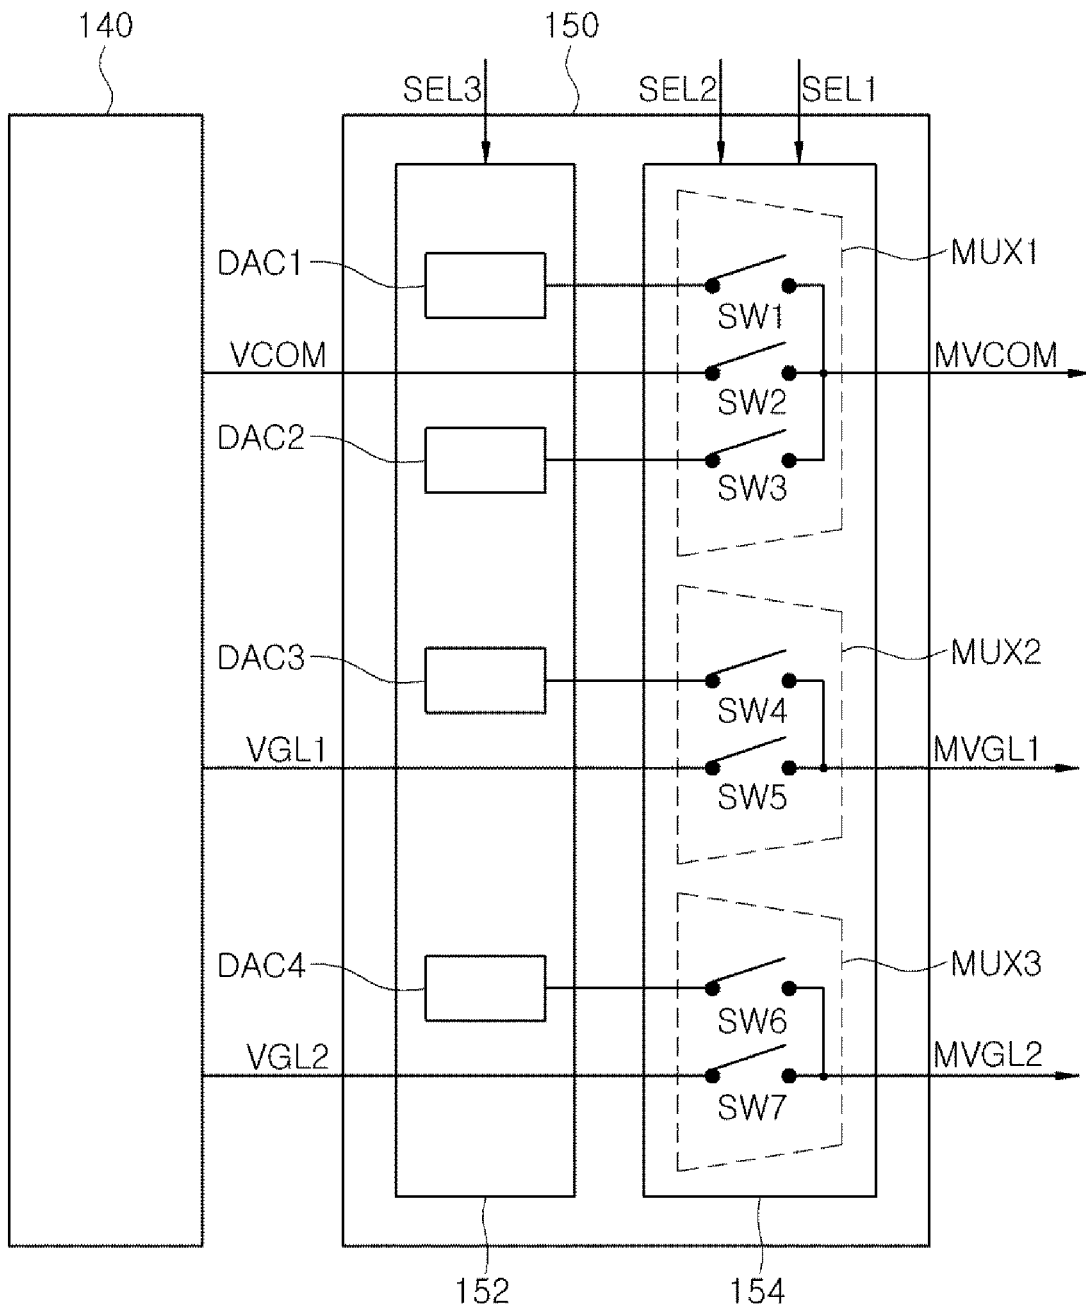 140
150
SEL3
SEL2
SEL1
DAC1
MUX1
SW1
VCOM
MVCOM
SW2
DAC2
SW3
DAC3
MUX2
SW4
VGL1
MVGL1
SW5
DAC4
MUX3
SW6
VGL2
MVGL2
SW7
152
154